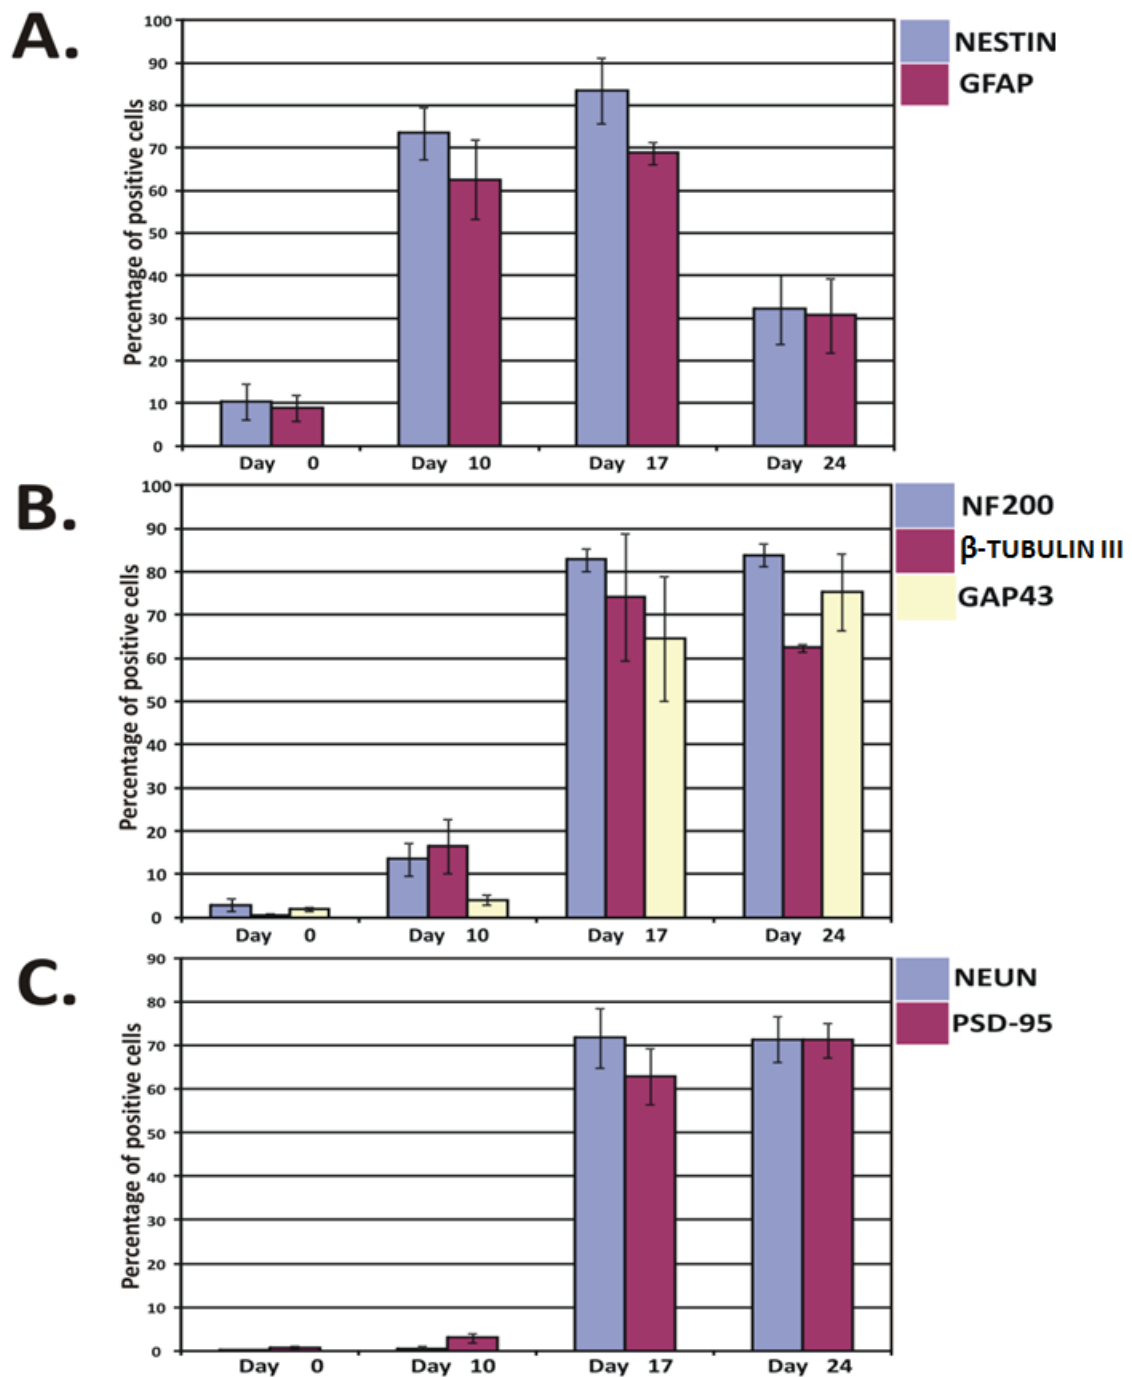 A.
Percentage of positive cells
100
90
80
70
60
50
40
30
20
10
0
Day 0
Day 10
Day 17
Day 24
NESTIN
GFAP
B.
Percentage of positive cells
100
90
80
70
60
50
40
30
20
10
0
Day 0
Day 10
Day 17
Day 24
NF200
β-TUBULIN III
GAP43
C.
Percentage of positive cells
90
80
70
60
50
40
30
20
10
0
Day 0
Day 10
Day 17
Day 24
NEUN
PSD-95